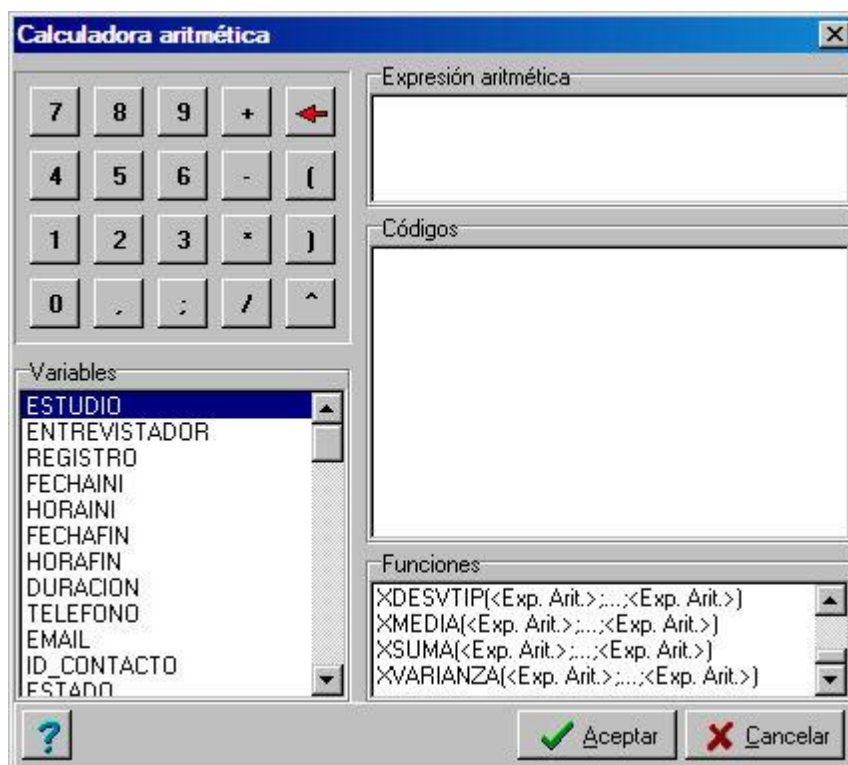 Calculadora aritmética
7 8 9 +
4 5 6 - (
1 2 3 * )
0 , ; / ^
Expresión aritmética
Códigos
Variables
ESTUDIO
ENTREVISTADOR
REGISTRO
FECHAINI
HORAINI
FECHAFIN
HORAFIN
DURACION
TELEFONO
EMAIL
ID_CONTACTO
ESTADO
Funciones
XDESVTIP(<Exp. Arit.>;...;<Exp. Arit.>)
XMEDIA(<Exp. Arit.>;...;<Exp. Arit.>)
XSUMA(<Exp. Arit.>;...;<Exp. Arit.>)
XVARIANZA(<Exp. Arit.>;...;<Exp. Arit.>)
? Aceptar Cancelar